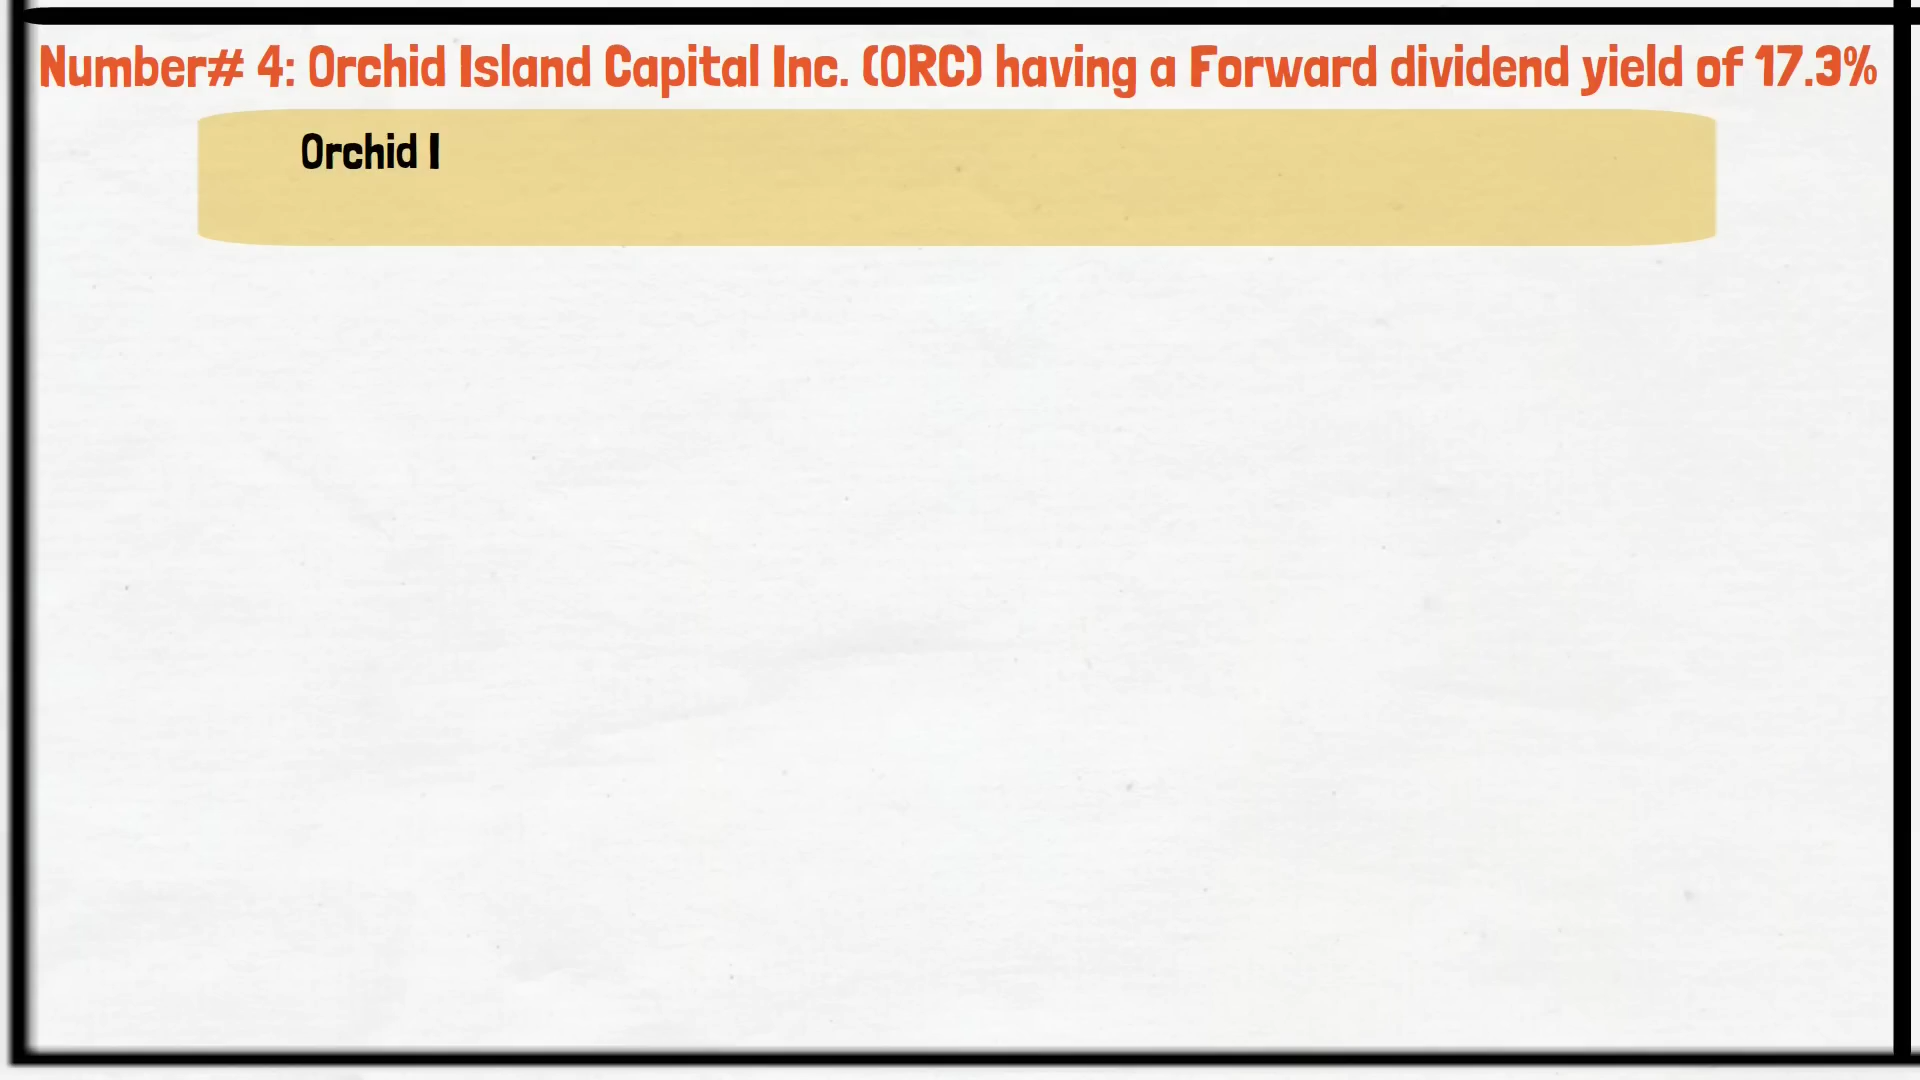 Number# 4: Orchid Island Capital Inc. (ORC) having a Forward dividend yield of 17.3%
Orchid I